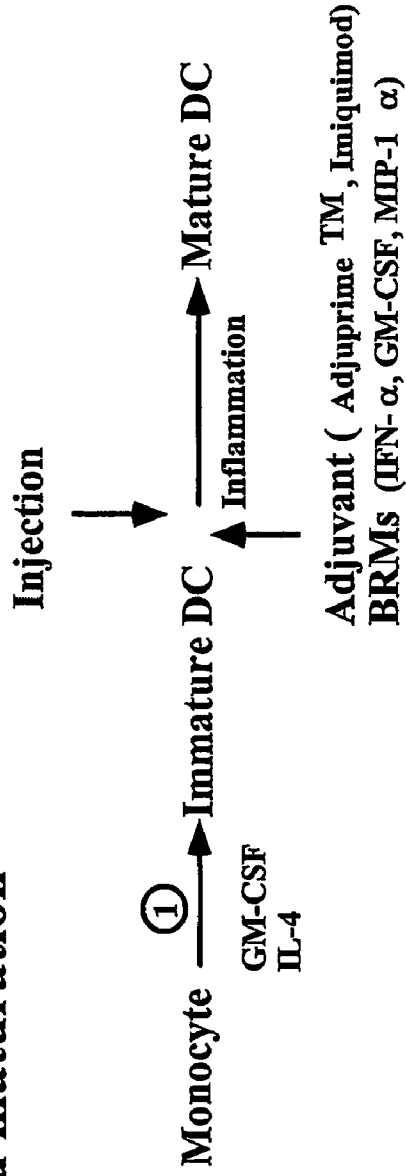 maturation
Injection
①
Monocyte Immature DC Mature DC
GM-CSF
IL-4
Inflammation
Adjuvant ( Adjuprime TM, Imiquimod)
BRMs (IFN- α, GM-CSF, MIP-1 α)